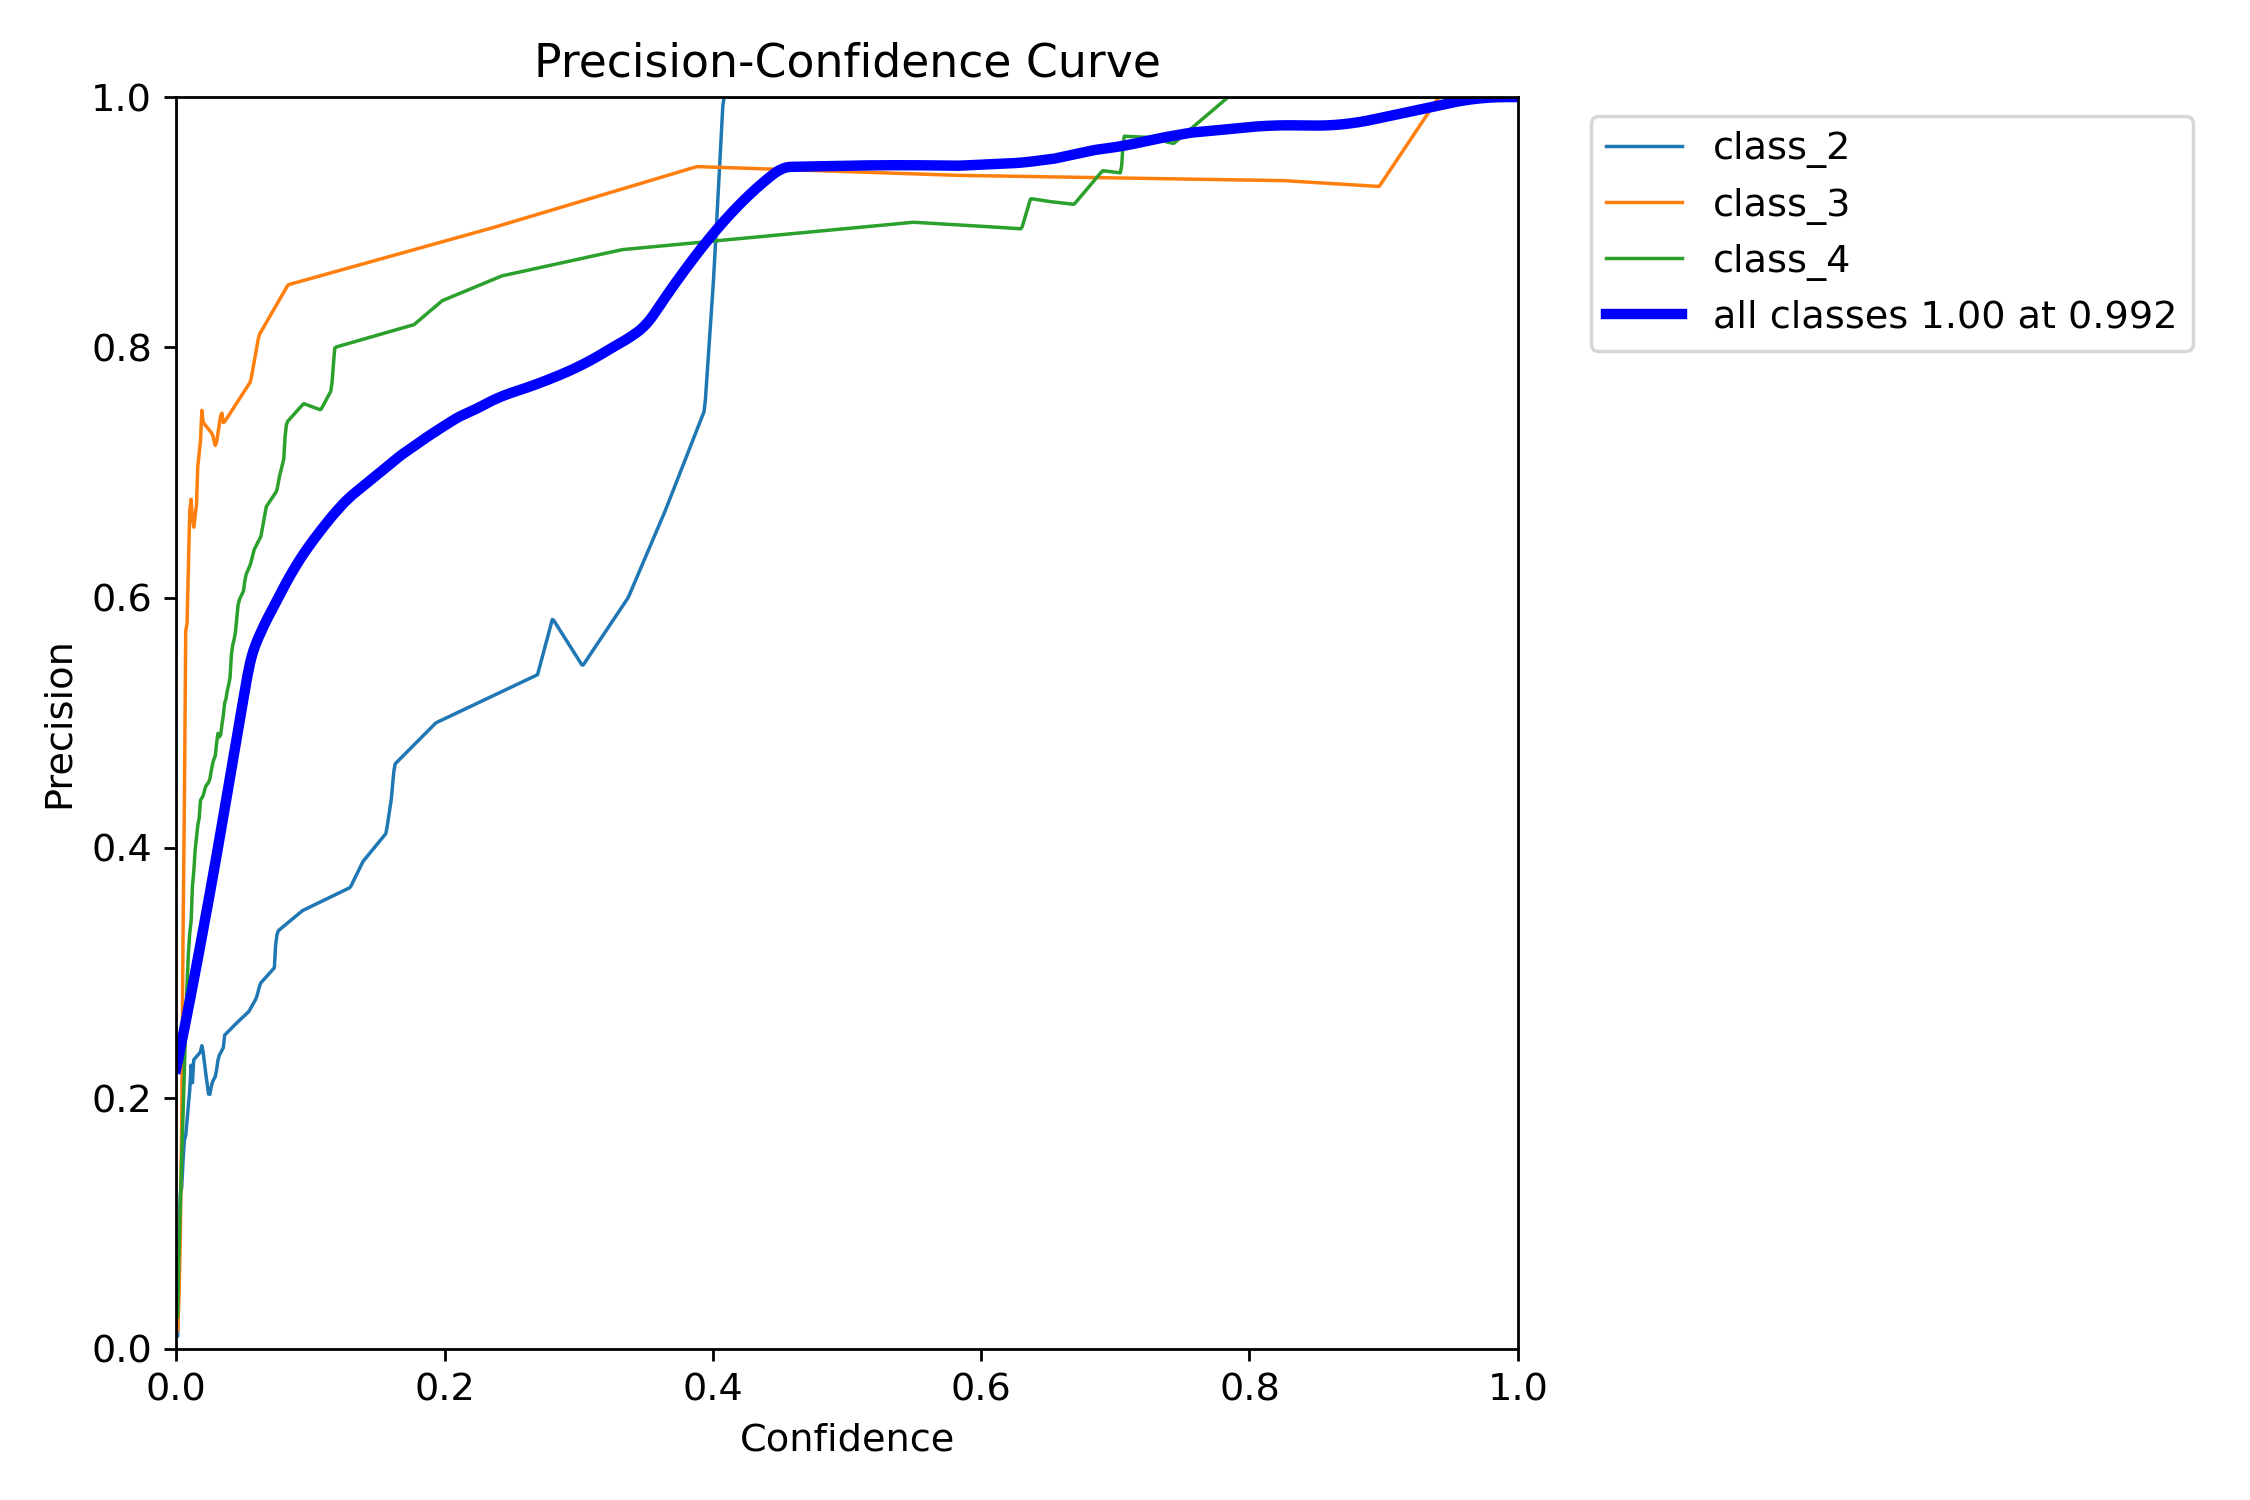 Precision-Confidence Curve
1.0
0.8
0.6
0.4
0.2
0.0
Precision
0.0 0.2 0.4 0.6 0.8 1.0
Confidence
class_2
class_3
class_4
all classes 1.00 at 0.992